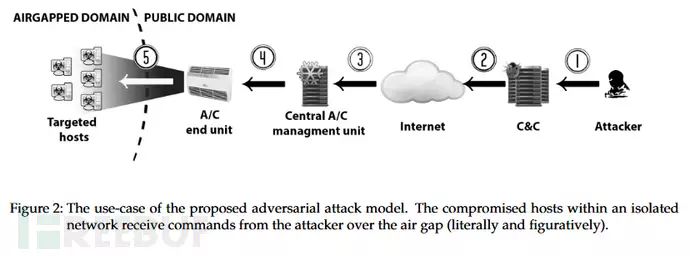 AIRGAPPED DOMAIN
PUBLIC DOMAIN
5
4
3
2
1
Targeted
hosts
A/C
end unit
Central A/C
managment unit
Internet
C&C
Attacker
Figure 2: The use-case of the proposed adversarial attack model. The compromised hosts within an isolated
network receive commands from the attacker over the air gap (literally and figuratively).
FREEBUF